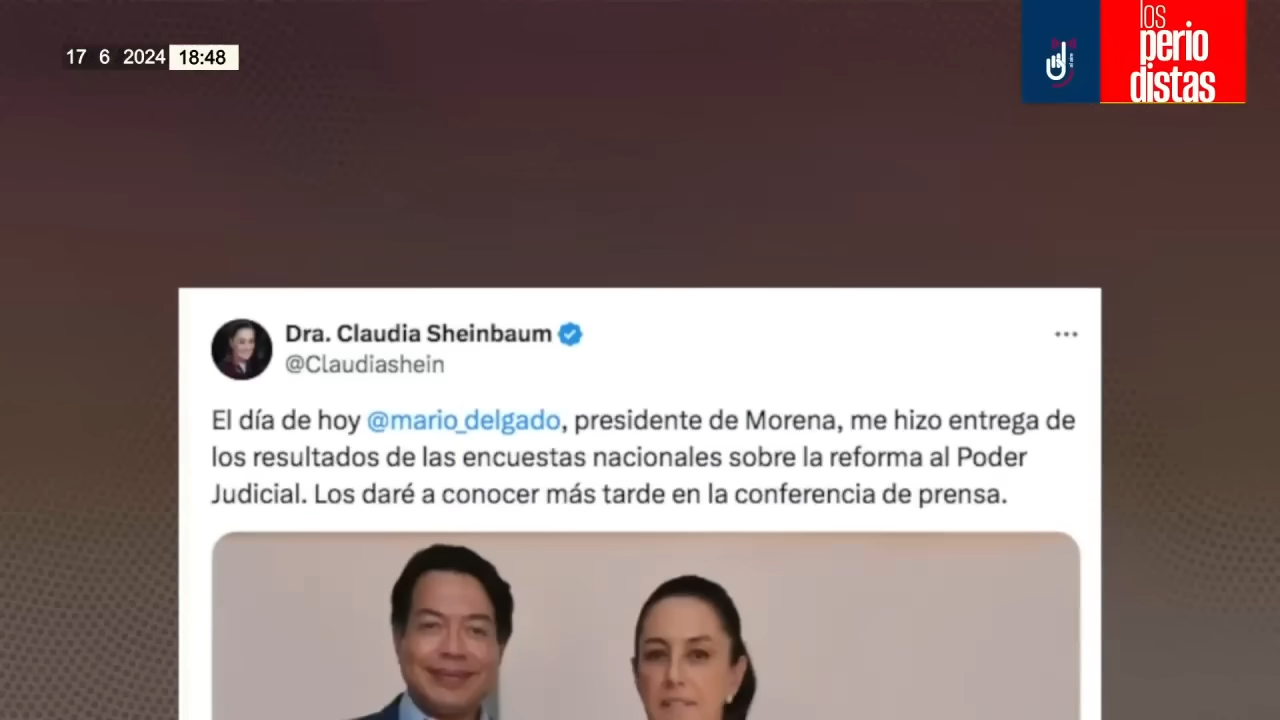 17 6 2024 18:48
los
perio
distas
Dra. Claudia Sheinbaum
@Claudiashein
El día de hoy @mario_delgado, presidente de Morena, me hizo entrega de
los resultados de las encuestas nacionales sobre la reforma al Poder
Judicial. Los daré a conocer más tarde en la conferencia de prensa.